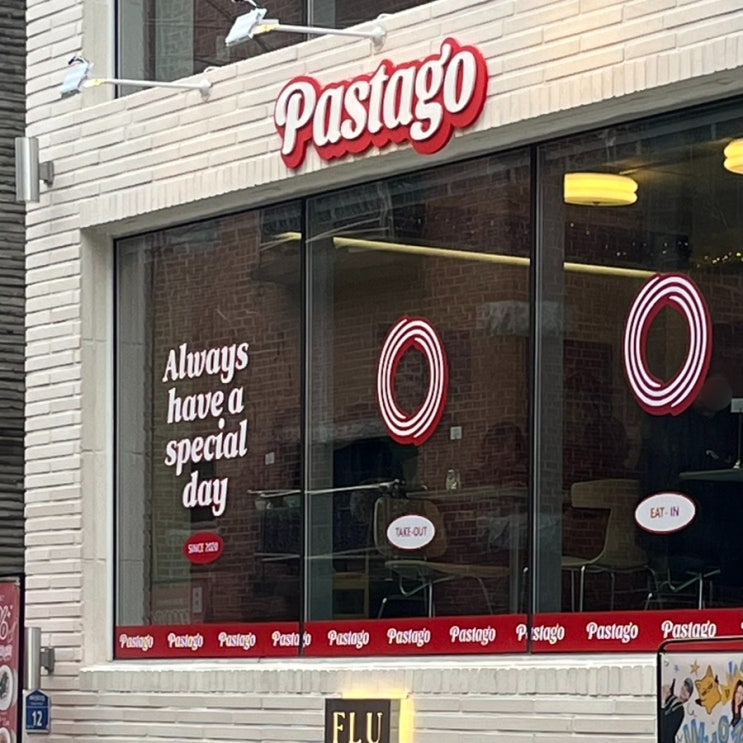 Pastago
Always
have a
special
day
SINCE 2020
TAKE-OUT
EAT-IN
Pastago Pastago Pastago Pastago Pastago Pastago Pastago Pastago Pastago Pastago
12
FLU